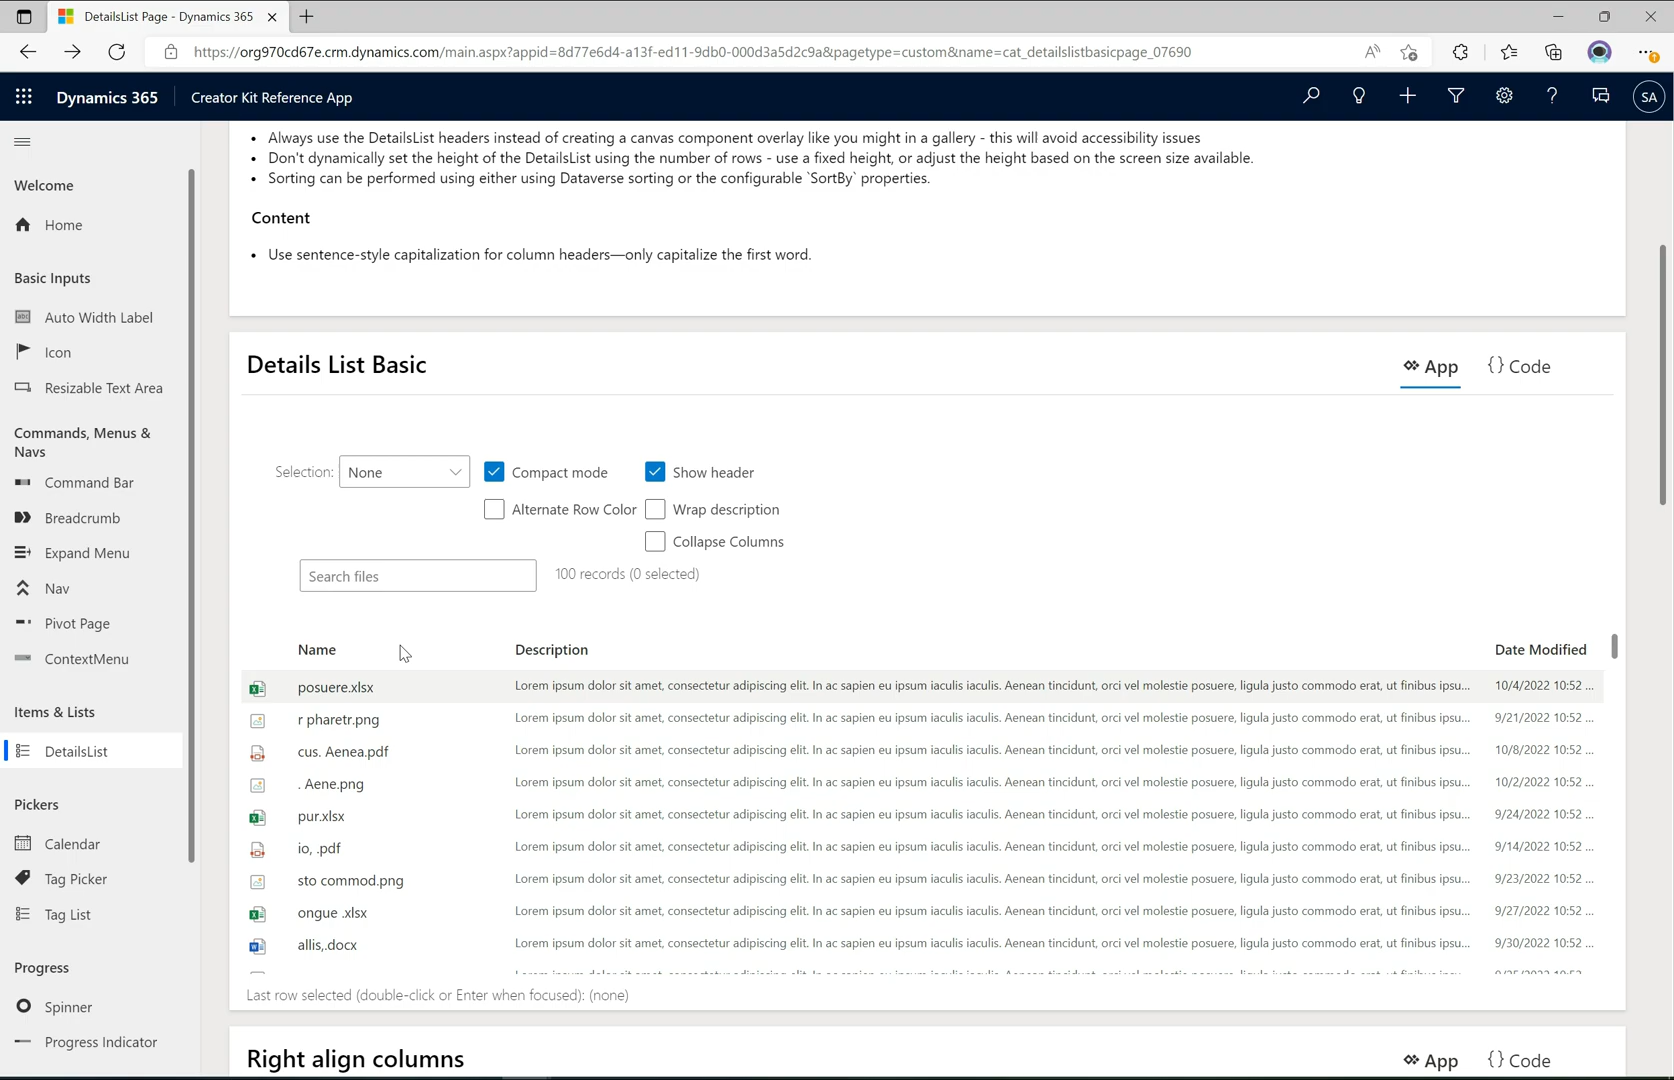 DetailsList Page - Dynamics 365
https://org970cd67e.crm.dynamics.com/main.aspx?appid=8d77e6d4-a13f-ed11-9db0-000d3a5d2c9a&pagetype=custom&name=cat_detailslistbasicpage_07690
Dynamics 365
Creator Kit Reference App
SA
Welcome
Home
Basic Inputs
Auto Width Label
Icon
Resizable Text Area
Commands, Menus &
Navs
Command Bar
Breadcrumb
Expand Menu
Nav
Pivot Page
ContextMenu
Items & Lists
DetailsList
Pickers
Calendar
Tag Picker
Tag List
Progress
Spinner
Progress Indicator
• Always use the DetailsList headers instead of creating a canvas component overlay like you might in a gallery - this will avoid accessibility issues
• Don't dynamically set the height of the DetailsList using the number of rows - use a fixed height, or adjust the height based on the screen size available.
• Sorting can be performed using either using Dataverse sorting or the configurable `SortBy` properties.
Content
• Use sentence-style capitalization for column headers—only capitalize the first word.
Details List Basic
App {} Code
Selection: None Compact mode Show header
Alternate Row Color Wrap description
Collapse Columns
Search files 100 records (0 selected)
Name Description Date Modified
posuere.xlsx Lorem ipsum dolor sit amet, consectetur adipiscing elit. In ac sapien eu ipsum iaculis iaculis. Aenean tincidunt, orci vel molestie posuere, ligula justo commodo erat, ut finibus ipsu... 10/4/2022 10:52 ...
r pharetr.png Lorem ipsum dolor sit amet, consectetur adipiscing elit. In ac sapien eu ipsum iaculis iaculis. Aenean tincidunt, orci vel molestie posuere, ligula justo commodo erat, ut finibus ipsu... 9/21/2022 10:52 ...
cus. Aenea.pdf Lorem ipsum dolor sit amet, consectetur adipiscing elit. In ac sapien eu ipsum iaculis iaculis. Aenean tincidunt, orci vel molestie posuere, ligula justo commodo erat, ut finibus ipsu... 10/8/2022 10:52 ...
. Aene.png Lorem ipsum dolor sit amet, consectetur adipiscing elit. In ac sapien eu ipsum iaculis iaculis. Aenean tincidunt, orci vel molestie posuere, ligula justo commodo erat, ut finibus ipsu... 10/2/2022 10:52 ...
pur.xlsx Lorem ipsum dolor sit amet, consectetur adipiscing elit. In ac sapien eu ipsum iaculis iaculis. Aenean tincidunt, orci vel molestie posuere, ligula justo commodo erat, ut finibus ipsu... 9/24/2022 10:52 ...
io, .pdf Lorem ipsum dolor sit amet, consectetur adipiscing elit. In ac sapien eu ipsum iaculis iaculis. Aenean tincidunt, orci vel molestie posuere, ligula justo commodo erat, ut finibus ipsu... 9/14/2022 10:52 ...
sto commod.png Lorem ipsum dolor sit amet, consectetur adipiscing elit. In ac sapien eu ipsum iaculis iaculis. Aenean tincidunt, orci vel molestie posuere, ligula justo commodo erat, ut finibus ipsu... 9/23/2022 10:52 ...
ongue .xlsx Lorem ipsum dolor sit amet, consectetur adipiscing elit. In ac sapien eu ipsum iaculis iaculis. Aenean tincidunt, orci vel molestie posuere, ligula justo commodo erat, ut finibus ipsu... 9/27/2022 10:52 ...
allis,.docx Lorem ipsum dolor sit amet, consectetur adipiscing elit. In ac sapien eu ipsum iaculis iaculis. Aenean tincidunt, orci vel molestie posuere, ligula justo commodo erat, ut finibus ipsu... 9/30/2022 10:52 ...
Last row selected (double-click or Enter when focused): (none)
Right align columns
App {} Code